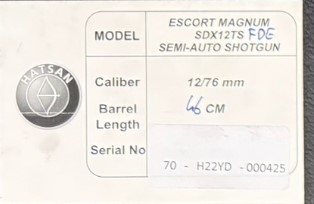 MODEL
ESCORT MAGNUM
SDX12TS FDE
SEMI-AUTO SHOTGUN
HATSAN
Caliber 12/76 mm
Barrel Length 46 CM
Serial No 70 - H22YD -000425